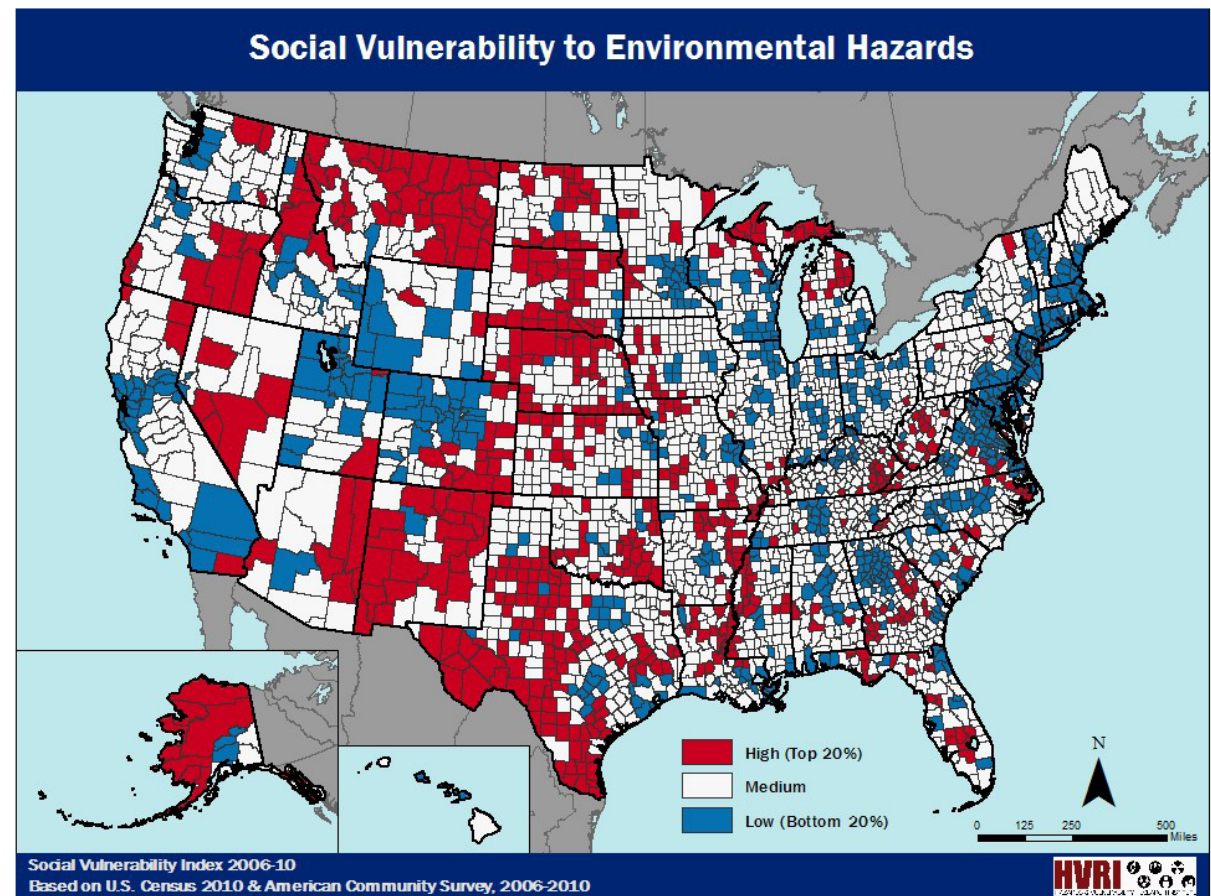 Social Vulnerability to Environmental Hazards
High (Top 20%)
Medium
Low (Bottom 20%)
N
0 125 250 500
Miles
Social Vulnerability Index 2006-10
Based on U.S. Census 2010 & American Community Survey, 2006-2010
HVRI